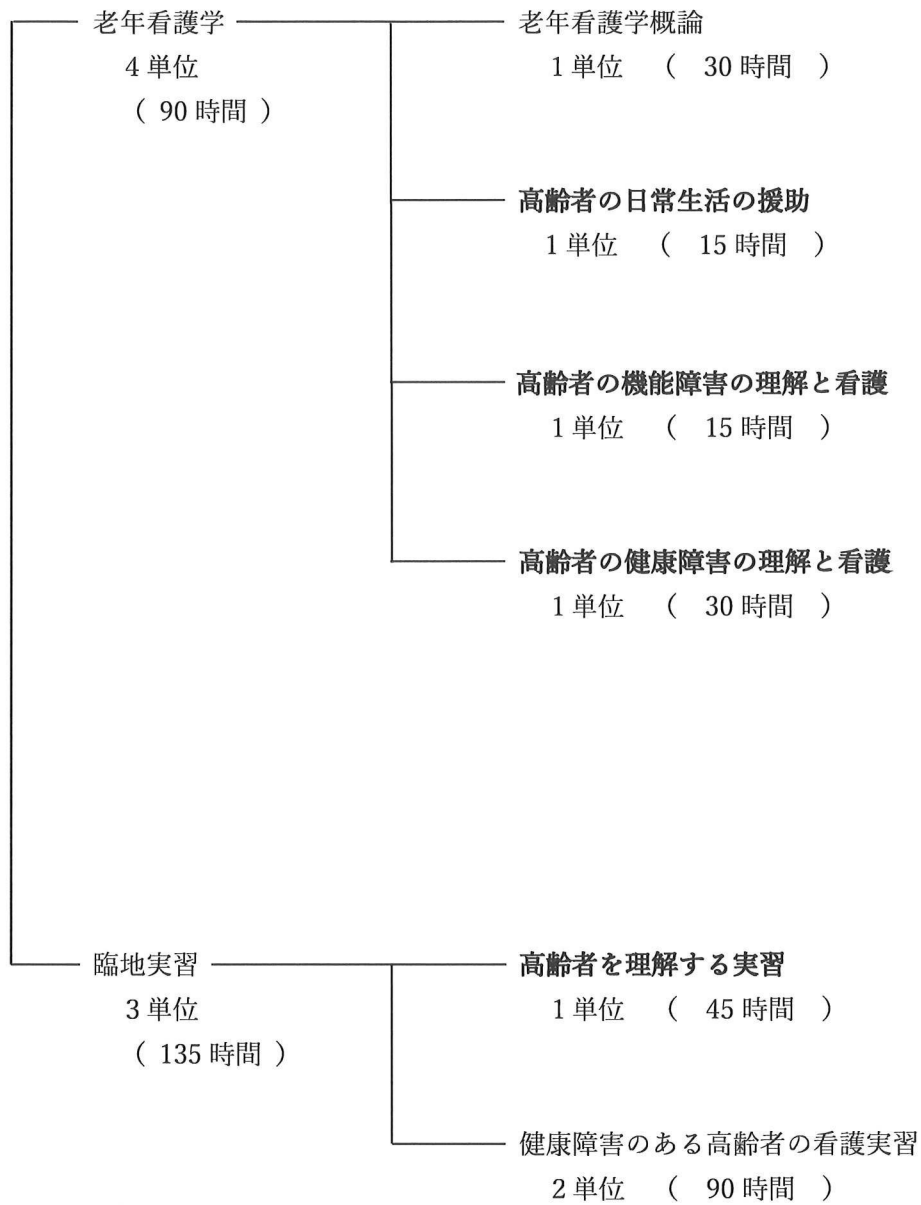 老年看護学
4単位
（ 90 時間 ）
老年看護学概論
1単位 （ 30 時間 ）
高齢者の日常生活の援助
1単位 （ 15 時間 ）
高齢者の機能障害の理解と看護
1単位 （ 15 時間 ）
高齢者の健康障害の理解と看護
1単位 （ 30 時間 ）
臨地実習
3単位
（ 135 時間 ）
高齢者を理解する実習
1単位 （ 45 時間 ）
健康障害のある高齢者の看護実習
2単位 （ 90 時間 ）